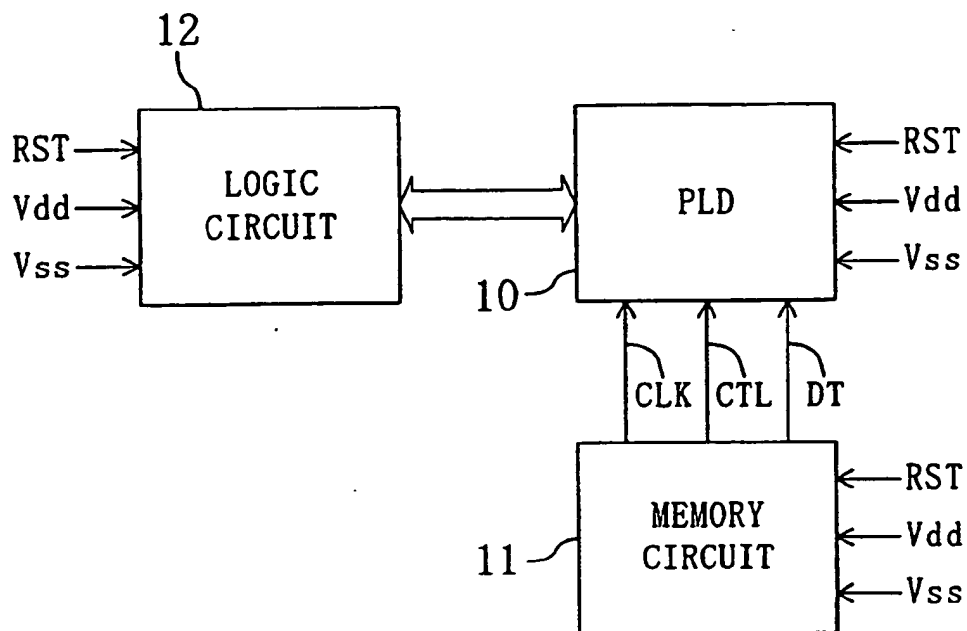 12
RST
Vdd
Vss
LOGIC
CIRCUIT
PLD
RST
Vdd
Vss
10
CLK
CTL
DT
11
MEMORY
CIRCUIT
RST
Vdd
Vss